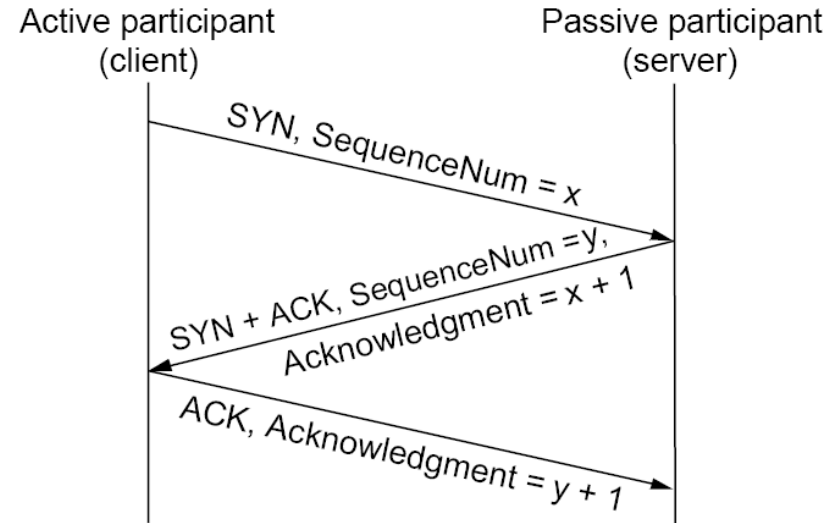 Active participant
(client)
Passive participant
(server)
SYN, SequenceNum = x
SYN + ACK, SequenceNum =y,
Acknowledgment = x + 1
ACK, Acknowledgment = y + 1